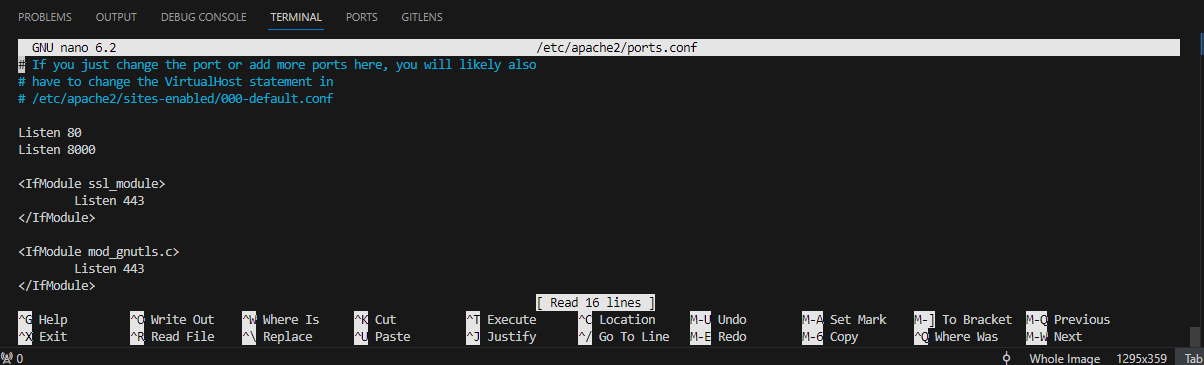 PROBLEMS OUTPUT DEBUG CONSOLE TERMINAL PORTS GITLENS
GNU nano 6.2 /etc/apache2/ports.conf
# If you just change the port or add more ports here, you will likely also
# have to change the VirtualHost statement in
# /etc/apache2/sites-enabled/000-default.conf
Listen 80
Listen 8000
<IfModule ssl_module>
Listen 443
</IfModule>
<IfModule mod_gnutls.c>
Listen 443
</IfModule>
[ Read 16 lines ]
^G Help ^O Write Out ^W Where Is ^K Cut ^T Execute ^C Location M-U Undo M-A Set Mark M-] To Bracket M-Q Previous
^X Exit ^R Read File ^\ Replace ^U Paste ^J Justify ^/ Go To Line M-E Redo M-6 Copy ^Q Where Was M-W Next
0 Whole Image 1295x359 Tab